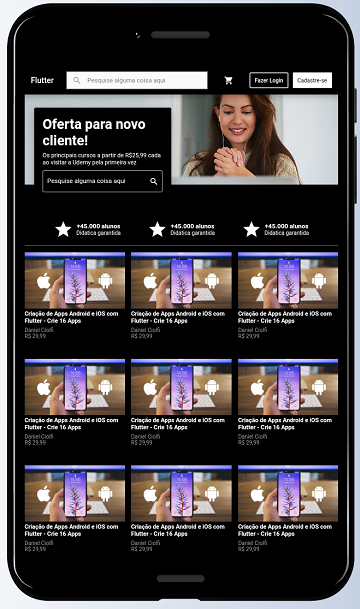 Flutter
Pesquise alguma coisa aqui
Fazer Login
Cadastre-se
Oferta para novo
cliente!
Os principais cursos a partir de R$25,99 cada
ao visitar a Udemy pela primeira vez
Pesquise alguma coisa aqui
+45.000 alunos
Didatica garantida
+45.000 alunos
Didatica garantida
+45.000 alunos
Didatica garantida
Criação de Apps Android e iOS com
Flutter - Crie 16 Apps
Daniel Ciolfi
R$ 29,99
Criação de Apps Android e iOS com
Flutter - Crie 16 Apps
Daniel Ciolfi
R$ 29,99
Criação de Apps Android e iOS com
Flutter - Crie 16 Apps
Daniel Ciolfi
R$ 29,99
Criação de Apps Android e iOS com
Flutter - Crie 16 Apps
Daniel Ciolfi
R$ 29,99
Criação de Apps Android e iOS com
Flutter - Crie 16 Apps
Daniel Ciolfi
R$ 29,99
Criação de Apps Android e iOS com
Flutter - Crie 16 Apps
Daniel Ciolfi
R$ 29,99
Criação de Apps Android e iOS com
Flutter - Crie 16 Apps
Daniel Ciolfi
R$ 29,99
Criação de Apps Android e iOS com
Flutter - Crie 16 Apps
Daniel Ciolfi
R$ 29,99
Criação de Apps Android e iOS com
Flutter - Crie 16 Apps
Daniel Ciolfi
R$ 29,99